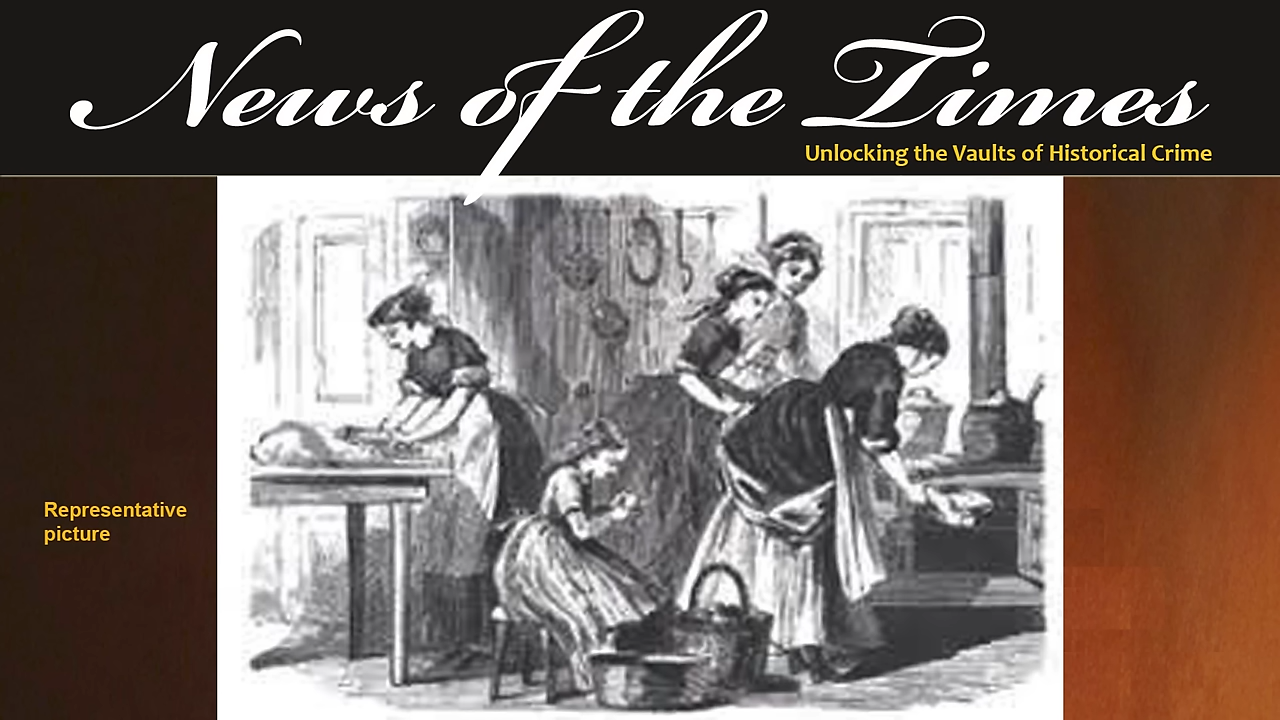 News of the Times
Unlocking the Vaults of Historical Crime
Representative
picture